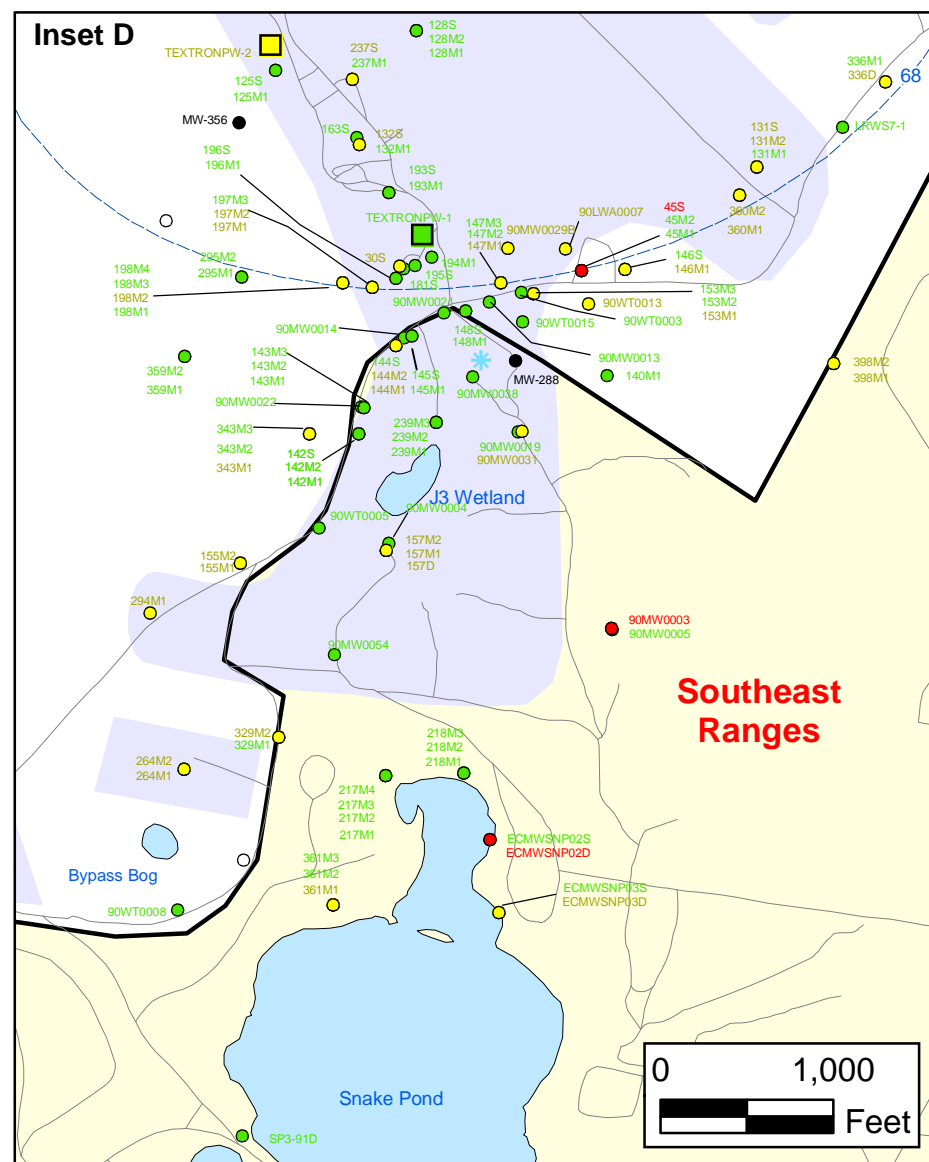 Inset D
128S
128M2
128M1
TEXTRONPW-2
237S
237M1
125S
125M1
336M1
336D
68
MW-356
163S
132S
132M1
LRWS7-1
131S
131M2
131M1
196S
196M1
193S
193M1
197M3
197M2
197M1
TEXTRONPW-1
147M3
147M2
147M1
90MW0029B
90LWA0007
45S
45M2
45M1
360M2
360M1
295M2
295M1
30S
194M1
195S
181S
146S
146M1
198M4
198M3
198M2
198M1
153M3
153M2
153M1
90MW0021
90WT0013
90WT0015
90WT0003
90MW0014
148S
148M1
90MW0013
143M3
143M2
143M1
144S
144M2
144M1
145S
145M1
MW-288
140M1
398M2
398M1
359M2
359M1
90MW0022
90MW0038
343M3
343M2
343M1
142S
142M2
142M1
239M3
239M2
239M1
90MW0019
90MW0031
J3 Wetland
90MW0004
90WT0005
157M2
157M1
157D
155M2
155M1
294M1
90MW0003
90MW0005
90MW0054
Southeast
Ranges
329M2
329M1
218M3
218M2
218M1
264M2
264M1
217M4
217M3
217M2
217M1
ECMWSNP02S
ECMWSNP02D
361M3
361M2
361M1
Bypass Bog
ECMWSNP03S
ECMWSNP03D
90WT0008
Snake Pond
0 1,000
Feet
SP3-91D